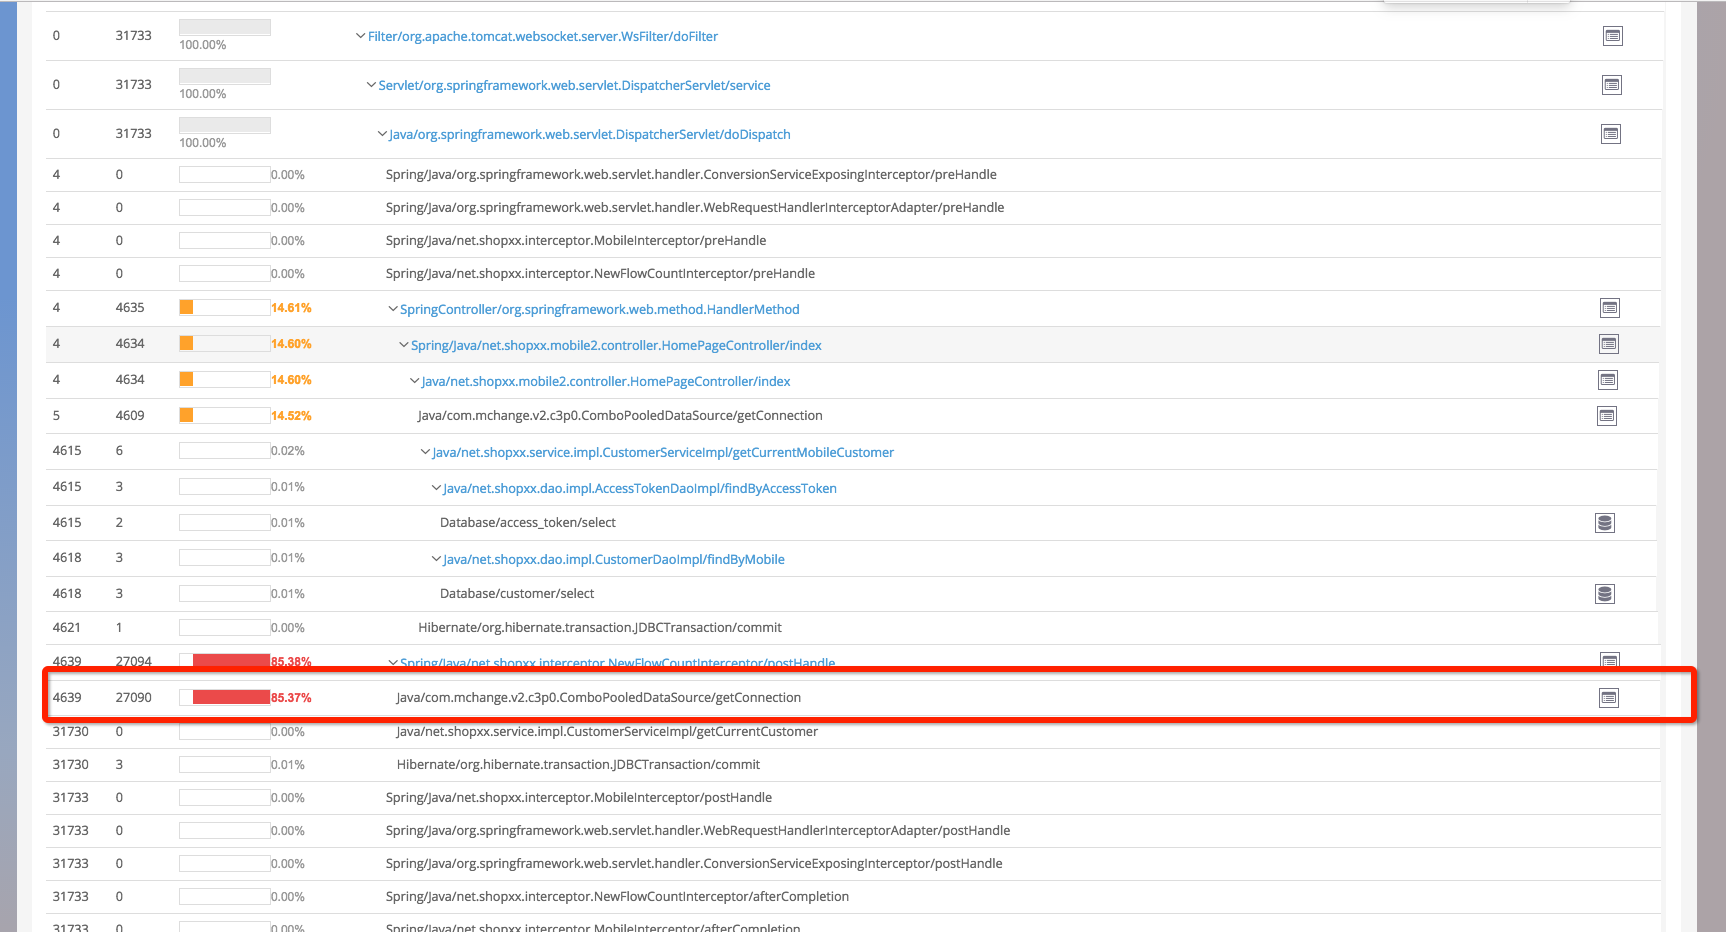 0 31733 100.00% Filter/org.apache.tomcat.websocket.server.WsFilter/doFilter
0 31733 100.00% Servlet/org.springframework.web.servlet.DispatcherServlet/service
0 31733 100.00% Java/org.springframework.web.servlet.DispatcherServlet/doDispatch
4 0 0.00% Spring/Java/org.springframework.web.servlet.handler.ConversionServiceExposingInterceptor/preHandle
4 0 0.00% Spring/Java/org.springframework.web.servlet.handler.WebRequestHandlerInterceptorAdapter/preHandle
4 0 0.00% Spring/Java/net.shopxx.interceptor.MobileInterceptor/preHandle
4 0 0.00% Spring/Java/net.shopxx.interceptor.NewFlowCountInterceptor/preHandle
4 4635 14.61% SpringController/org.springframework.web.method.HandlerMethod
4 4634 14.60% Spring/Java/net.shopxx.mobile2.controller.HomePageController/index
4 4634 14.60% Java/net.shopxx.mobile2.controller.HomePageController/index
5 4609 14.52% Java/com.mchange.v2.c3p0.ComboPooledDataSource/getConnection
4615 6 0.02% Java/net.shopxx.service.impl.CustomerServiceImpl/getCurrentMobileCustomer
4615 3 0.01% Java/net.shopxx.dao.impl.AccessTokenDaoImpl/findByAccessToken
4615 2 0.01% Database/access_token/select
4618 3 0.01% Java/net.shopxx.dao.impl.CustomerDaoImpl/findByMobile
4618 3 0.01% Database/customer/select
4621 1 0.00% Hibernate/org.hibernate.transaction.JDBCTransaction/commit
4639 27094 85.38% Spring/Java/net.shopxx.interceptor.NewFlowCountInterceptor/postHandle
4639 27090 85.37% Java/com.mchange.v2.c3p0.ComboPooledDataSource/getConnection
31730 0 0.00% Java/net.shopxx.service.impl.CustomerServiceImpl/getCurrentCustomer
31730 3 0.01% Hibernate/org.hibernate.transaction.JDBCTransaction/commit
31733 0 0.00% Spring/Java/net.shopxx.interceptor.MobileInterceptor/postHandle
31733 0 0.00% Spring/Java/org.springframework.web.servlet.handler.WebRequestHandlerInterceptorAdapter/postHandle
31733 0 0.00% Spring/Java/org.springframework.web.servlet.handler.ConversionServiceExposingInterceptor/postHandle
31733 0 0.00% Spring/Java/net.shopxx.interceptor.NewFlowCountInterceptor/afterCompletion
31733 0 0.00% Spring/Java/net.shopxx.interceptor.MobileInterceptor/afterCompletion